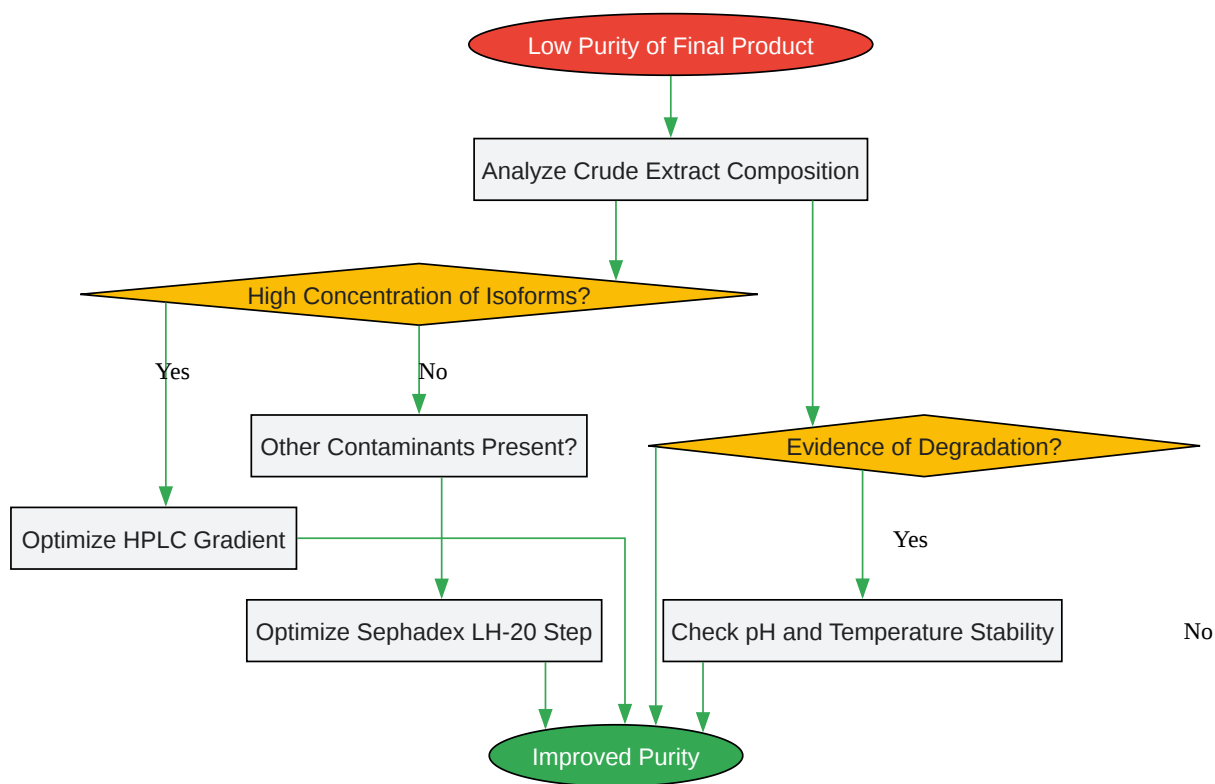 Low Purity of Final Product
Analyze Crude Extract Composition
High Concentration of Isoforms?
Yes
No
Other Contaminants Present?
Evidence of Degradation?
Optimize HPLC Gradient
Yes
Optimize Sephadex LH-20 Step
Check pH and Temperature Stability
No
Improved Purity